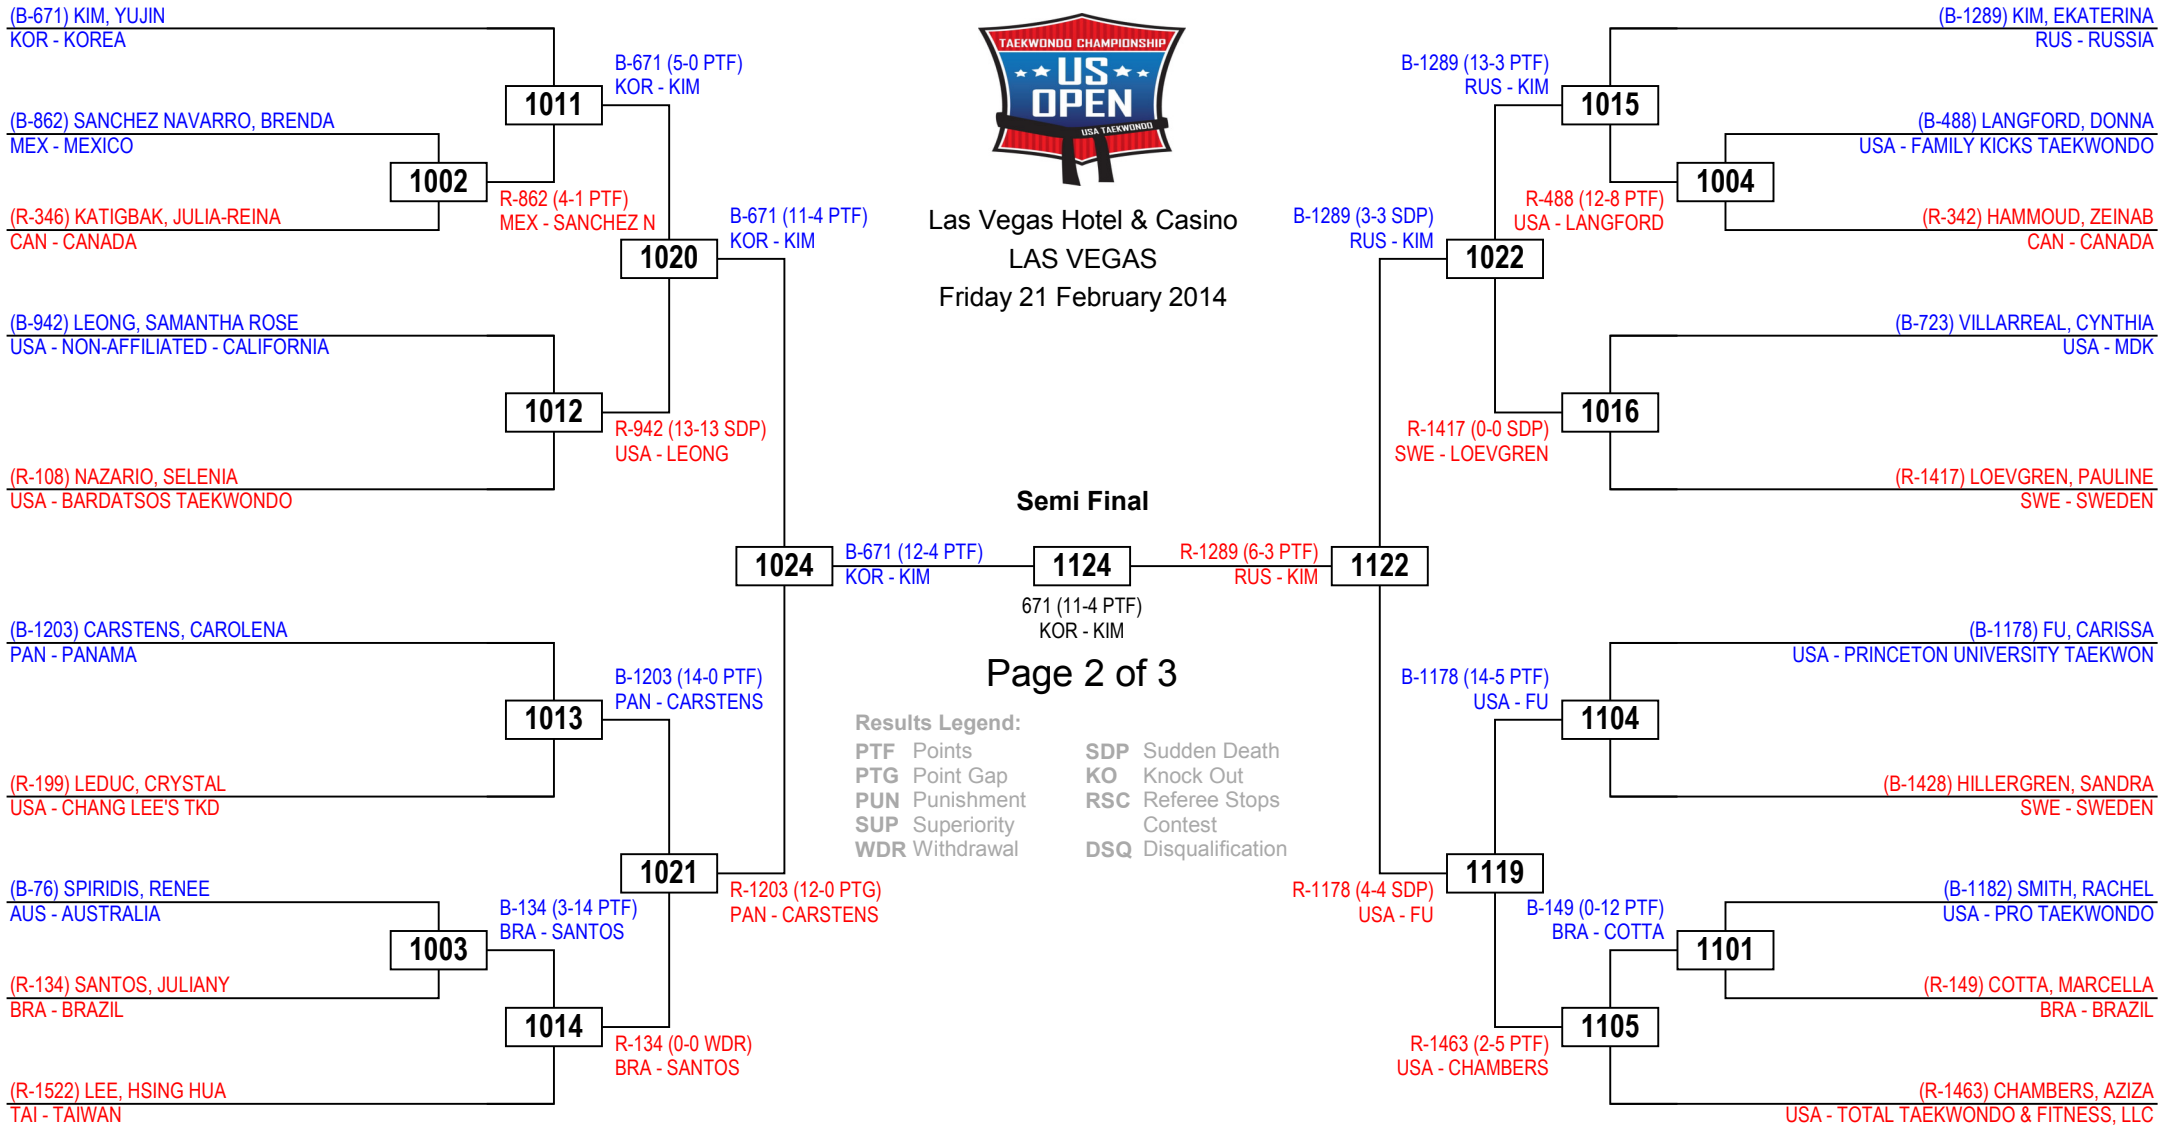 (B-671) KIM, YUJIN
KOR - KOREA
(B-862) SANCHEZ NAVARRO, BRENDA
MEX - MEXICO
(R-346) KATIGBAK, JULIA-REINA
CAN - CANADA
(B-942) LEONG, SAMANTHA ROSE
USA - NON-AFFILIATED - CALIFORNIA
(R-108) NAZARIO, SELENIA
USA - BARDATSOS TAEKWONDO
(B-1203) CARSTENS, CAROLENA
PAN - PANAMA
(R-199) LEDUC, CRYSTAL
USA - CHANG LEE'S TKD
(B-76) SPIRIDIS, RENEE
AUS - AUSTRALIA
(R-134) SANTOS, JULIANY
BRA - BRAZIL
(R-1522) LEE, HSING HUA
TAI - TAIWAN
1002
R-862 (4-1 PTF)
MEX - SANCHEZ N
1003
B-134 (3-14 PTF)
BRA - SANTOS
1011
B-671 (5-0 PTF)
KOR - KIM
1012
R-942 (13-13 SDP)
USA - LEONG
1013
B-1203 (14-0 PTF)
PAN - CARSTENS
1014
R-134 (0-0 WDR)
BRA - SANTOS
1020
B-671 (11-4 PTF)
KOR - KIM
1021
R-1203 (12-0 PTG)
PAN - CARSTENS
1024
B-671 (12-4 PTF)
KOR - KIM
TAEKWONDO CHAMPIONSHIP
US
OPEN
USA TAEKWONDO
Las Vegas Hotel & Casino
LAS VEGAS
Friday 21 February 2014
Semi Final
1124
671 (11-4 PTF)
KOR - KIM
Page 2 of 3
Results Legend:
PTF Points
PTG Point Gap
PUN Punishment
SUP Superiority
WDR Withdrawal
SDP Sudden Death
KO Knock Out
RSC Referee Stops
Contest
DSQ Disqualification
R-1289 (6-3 PTF)
RUS - KIM
1122
B-1289 (3-3 SDP)
RUS - KIM
1022
R-1178 (4-4 SDP)
USA - FU
1119
B-1289 (13-3 PTF)
RUS - KIM
1015
R-1417 (0-0 SDP)
SWE - LOEVGREN
1016
B-1178 (14-5 PTF)
USA - FU
1104
R-1463 (2-5 PTF)
USA - CHAMBERS
1105
R-488 (12-8 PTF)
USA - LANGFORD
1004
B-149 (0-12 PTF)
BRA - COTTA
1101
(B-1289) KIM, EKATERINA
RUS - RUSSIA
(B-488) LANGFORD, DONNA
USA - FAMILY KICKS TAEKWONDO
(R-342) HAMMOUD, ZEINAB
CAN - CANADA
(B-723) VILLARREAL, CYNTHIA
USA - MDK
(R-1417) LOEVGREN, PAULINE
SWE - SWEDEN
(B-1178) FU, CARISSA
USA - PRINCETON UNIVERSITY TAEKWON
(B-1428) HILLERGREN, SANDRA
SWE - SWEDEN
(B-1182) SMITH, RACHEL
USA - PRO TAEKWONDO
(R-149) COTTA, MARCELLA
BRA - BRAZIL
(R-1463) CHAMBERS, AZIZA
USA - TOTAL TAEKWONDO & FITNESS, LLC